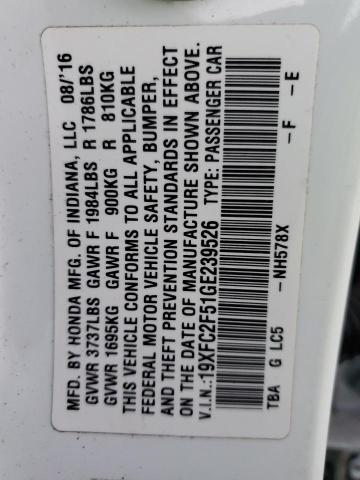 MFD. BY HONDA MFG. OF INDIANA, LLC 08/'16
GVWR 3737LBS GAWR F 1984LBS R 1786LBS
GVWR 1695KG GAWR F 900KG R 810KG
THIS VEHICLE CONFORMS TO ALL APPLICABLE
FEDERAL MOTOR VEHICLE SAFETY, BUMPER,
AND THEFT PREVENTION STANDARDS IN EFFECT
ON THE DATE OF MANUFACTURE SHOWN ABOVE.
V.I.N.:19XFC2F51GE239526 TYPE: PASSENGER CAR
TBA G LC5 -NH578X -F -E